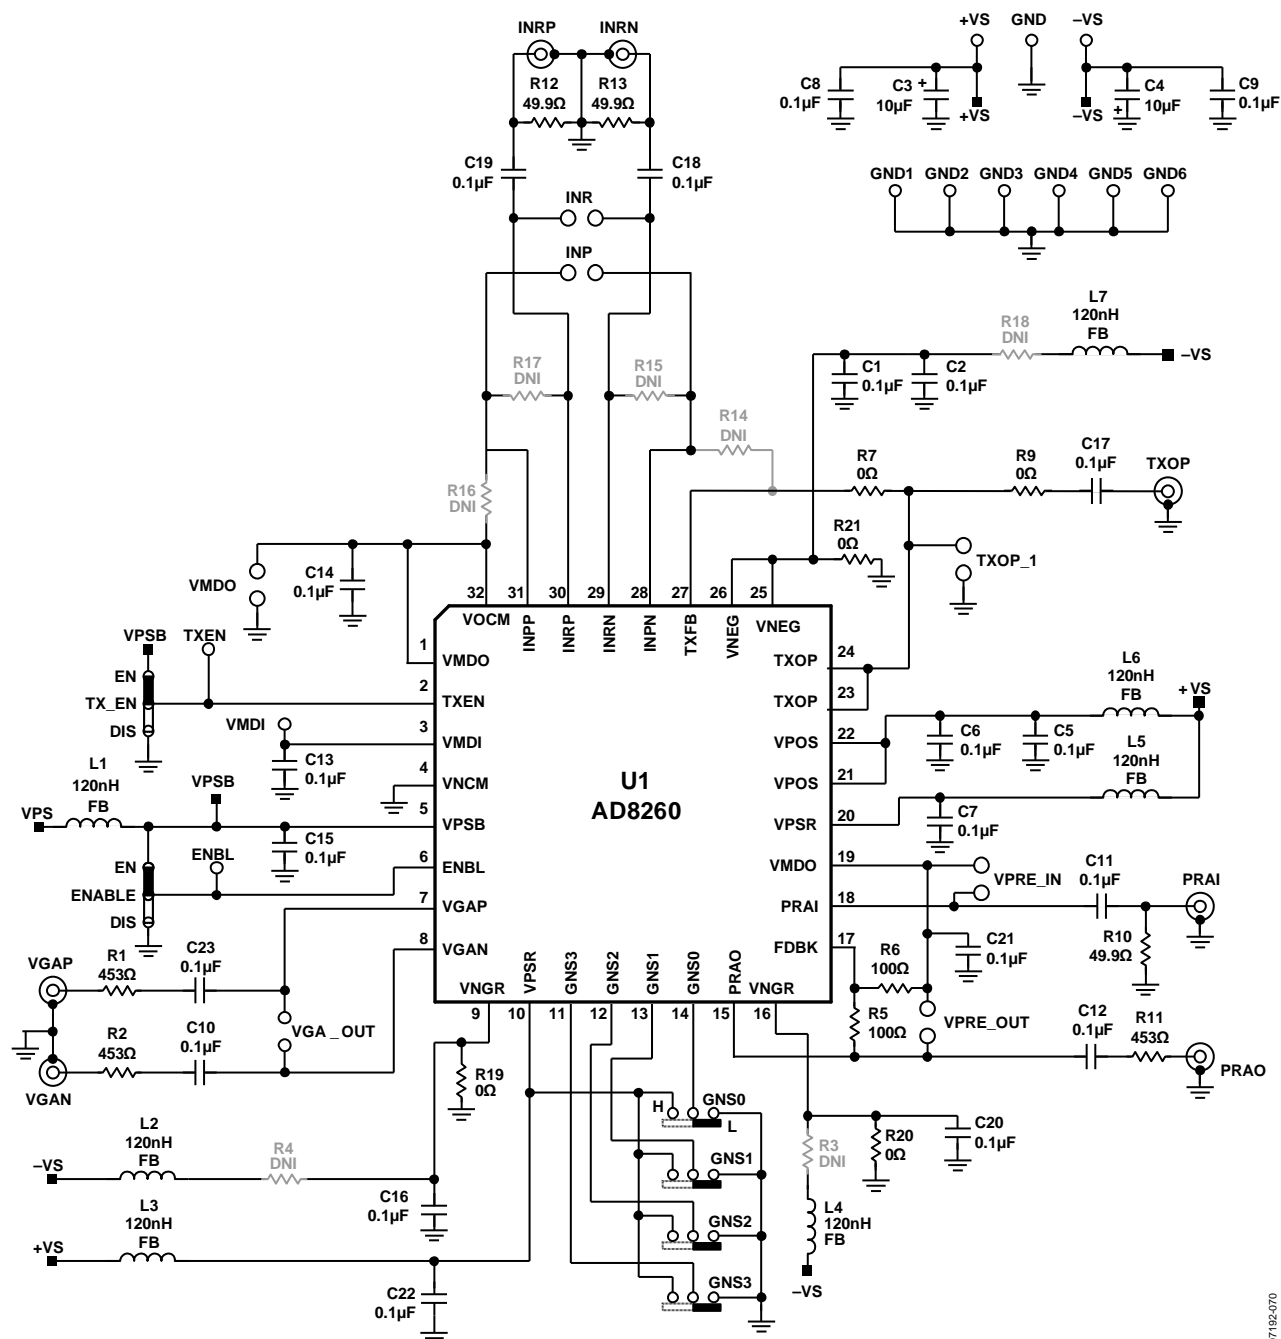 INRP INRN
R12
49.9Ω
R13
49.9Ω
C19
0.1µF
C18
0.1µF
INR
INP
+VS GND –VS
C8
0.1µF
C3
10µF
+
+VS
–VS
+
C4
10µF
C9
0.1µF
GND1 GND2 GND3 GND4 GND5 GND6
L7
120nH
FB
R18
DNI
–VS
C1
0.1µF
C2
0.1µF
R17
DNI
R15
DNI
R14
DNI
R16
DNI
R7
0Ω
R9
0Ω
C17
0.1µF
TXOP
R21
0Ω
TXOP_1
VMDO
C14
0.1µF
32 31 30 29 28 27 26 25
VOCM INPP INRP INRN INPN TXFB VNEG VNEG
VPSB TXEN
EN
TX_EN
DIS
1 VMDO
2 TXEN
3 VMDI
4 VNCM
5 VPSB
6 ENBL
7 VGAP
8 VGAN
U1
AD8260
TXOP 24
TXOP 23
VPOS 22
VPOS 21
VPSR 20
VMDO 19
PRAI 18
FDBK 17
VMDI
C13
0.1µF
L1
120nH
FB
VPS
VPSB
C15
0.1µF
ENBL
EN
ENABLE
DIS
L6
120nH
FB
+VS
C6
0.1µF
C5
0.1µF
L5
120nH
FB
C7
0.1µF
VPRE_IN
C11
0.1µF
PRAI
R10
49.9Ω
C21
0.1µF
R6
100Ω
R5
100Ω
VPRE_OUT
C12
0.1µF
R11
453Ω
PRAO
VGAP
R1
453Ω
C23
0.1µF
VGA_OUT
R2
453Ω
C10
0.1µF
VGAN
VNGR VPSR GNS3 GNS2 GNS1 GNS0 PRAO VNGR
9 10 11 12 13 14 15 16
R19
0Ω
H GNS0
L
GNS1
GNS2
GNS3
R3
DNI
R20
0Ω
C20
0.1µF
L4
120nH
FB
–VS
L2
120nH
FB
–VS
R4
DNI
C16
0.1µF
L3
120nH
FB
+VS
C22
0.1µF
7192-070